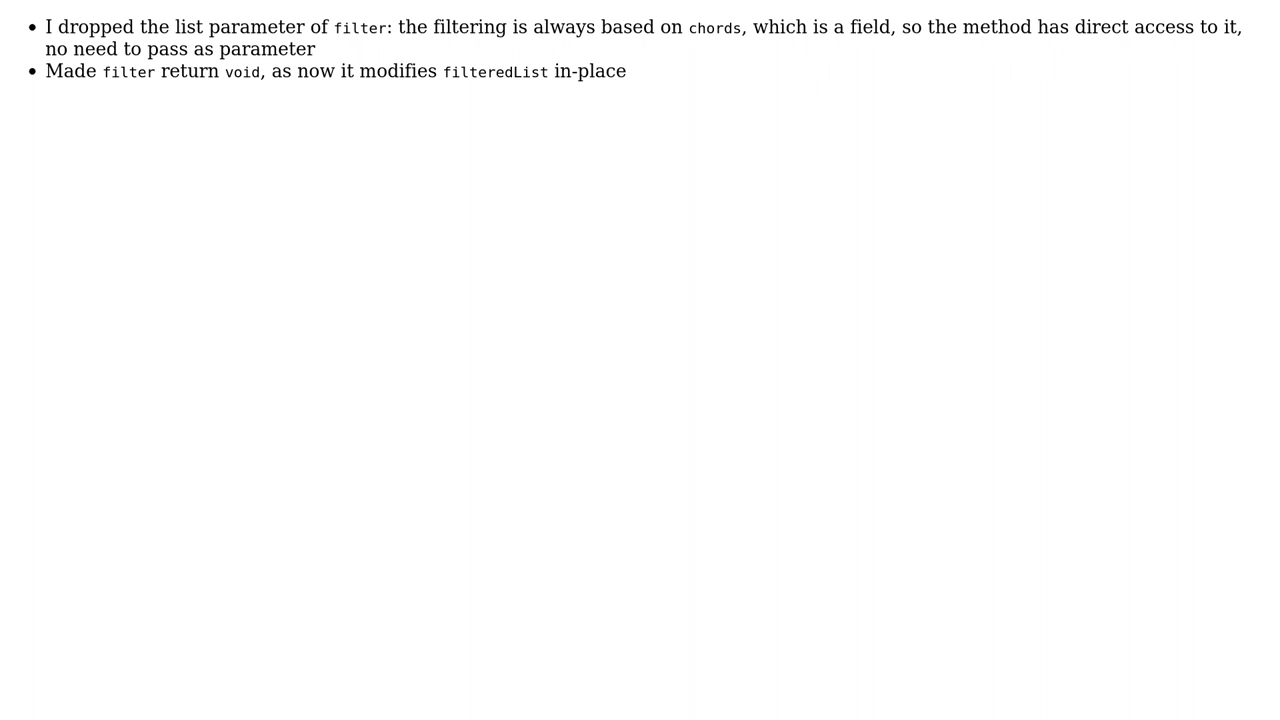 • I dropped the list parameter of filter: the filtering is always based on chords, which is a field, so the method has direct access to it,
no need to pass as parameter
• Made filter return void, as now it modifies filteredList in-place